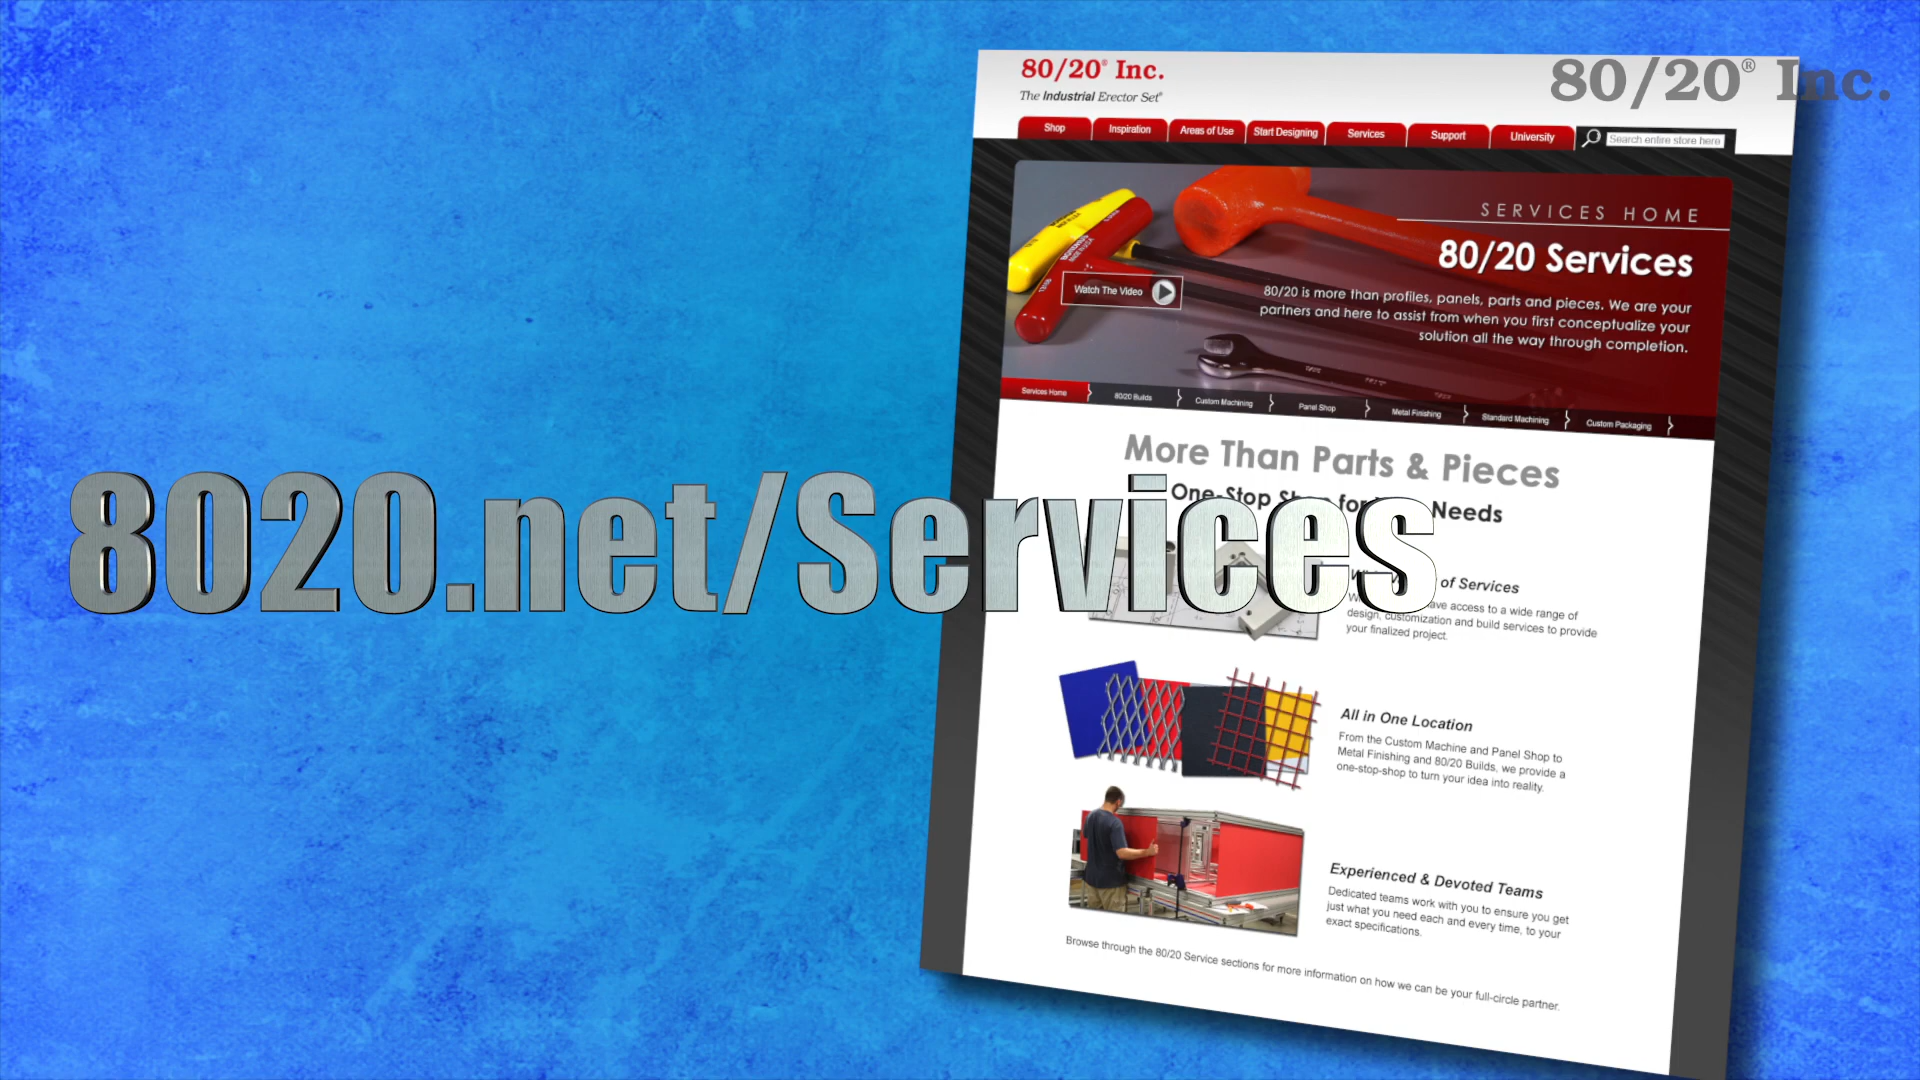 80/20® Inc.
The Industrial Erector Set®
80/20® Inc.
Shop
Inspiration
Areas of Use
Start Designing
Services
Support
University
Search entire store here
SERVICES HOME
80/20 Services
80/20 is more than profiles, panels, parts and pieces. We are your
partners and here to assist from when you first conceptualize your
solution all the way through completion.
Watch The Video
Services Home
80/20 Builds
Custom Machining
Panel Shop
Metal Finishing
Standard Machining
Custom Packaging
More Than Parts & Pieces
One-Stop for Needs
8020.net/Services
of Services
access to a wide range of
design, customization and build services to provide
your finalized project.
All in One Location
From the Custom Machine and Panel Shop to
Metal Finishing and 80/20 Builds, we provide a
one-stop-shop to turn your idea into reality.
Experienced & Devoted Teams
Dedicated teams work with you to ensure you get
just what you need each and every time, to your
exact specifications.
Browse through the 80/20 Service sections for more information on how we can be your full-circle partner.